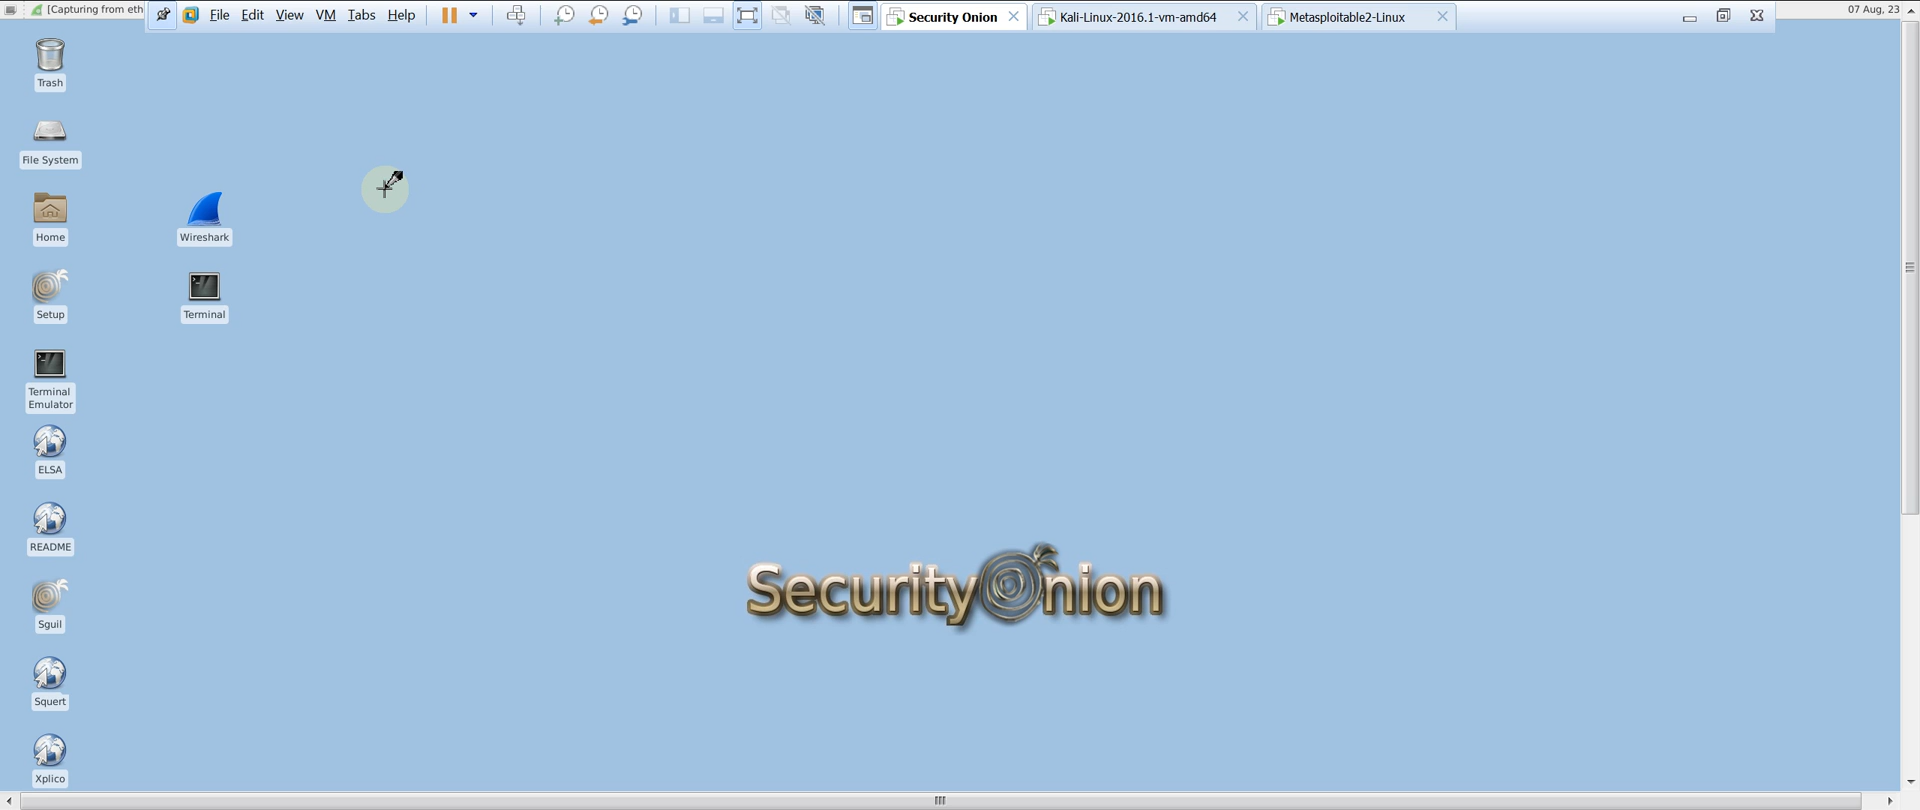 [Capturing from eth
File Edit View VM Tabs Help
Security Onion
Kali-Linux-2016.1-vm-amd64
Metasploitable2-Linux
07 Aug, 23
Trash
File System
Home
Wireshark
Setup
Terminal
Terminal
Emulator
ELSA
README
Sguil
Squert
Xplico
SecurityOnion